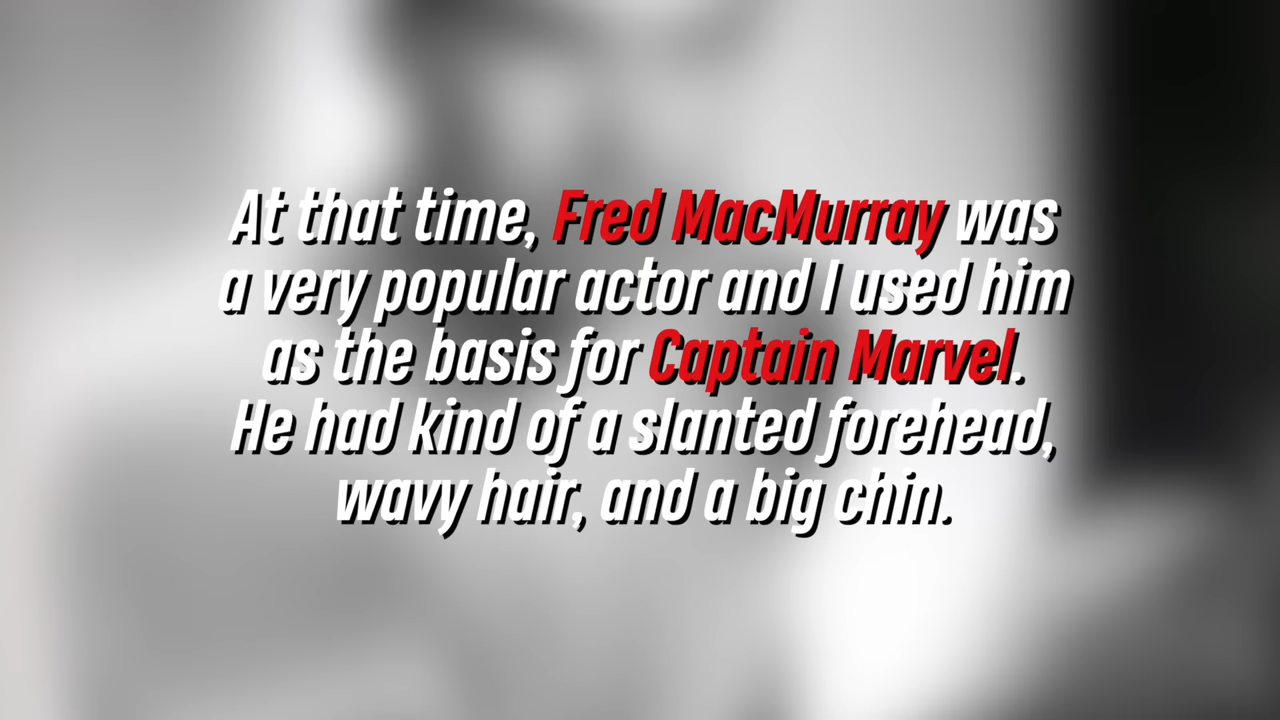 At that time, Fred MacMurray was
a very popular actor and I used him
as the basis for Captain Marvel.
He had kind of a slanted forehead,
wavy hair, and a big chin.